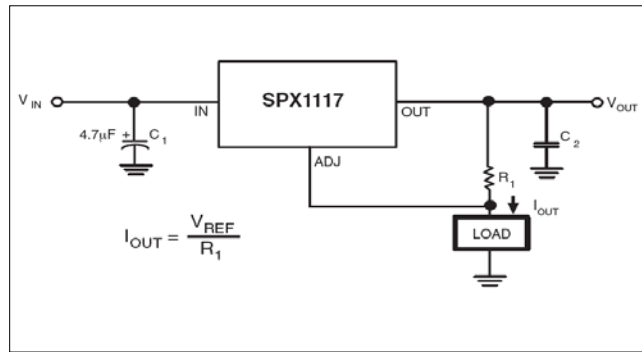 V IN
IN
SPX1117
OUT
V OUT
4.7µF + C 1
ADJ
C 2
R 1
I OUT
LOAD
I OUT = V REF / R 1